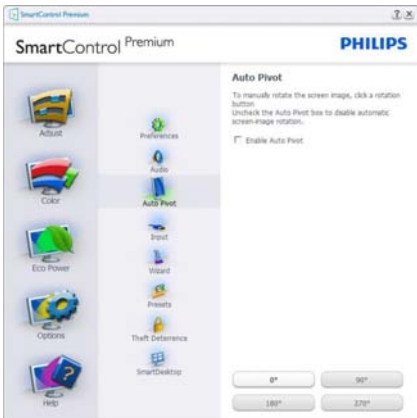 SmartControl Premium
? X
SmartControl Premium
PHILIPS
Adjust
Color
Eco Power
Options
Help
Preferences
Audio
Auto Pivot
Input
Wizard
Presets
Theft Deterrence
SmartDesktop
Auto Pivot
To manually rotate the screen image, click a rotation
button
Uncheck the Auto Pivot box to disable automatic
screen-image rotation.
Enable Auto Pivot
0°
90°
180°
270°